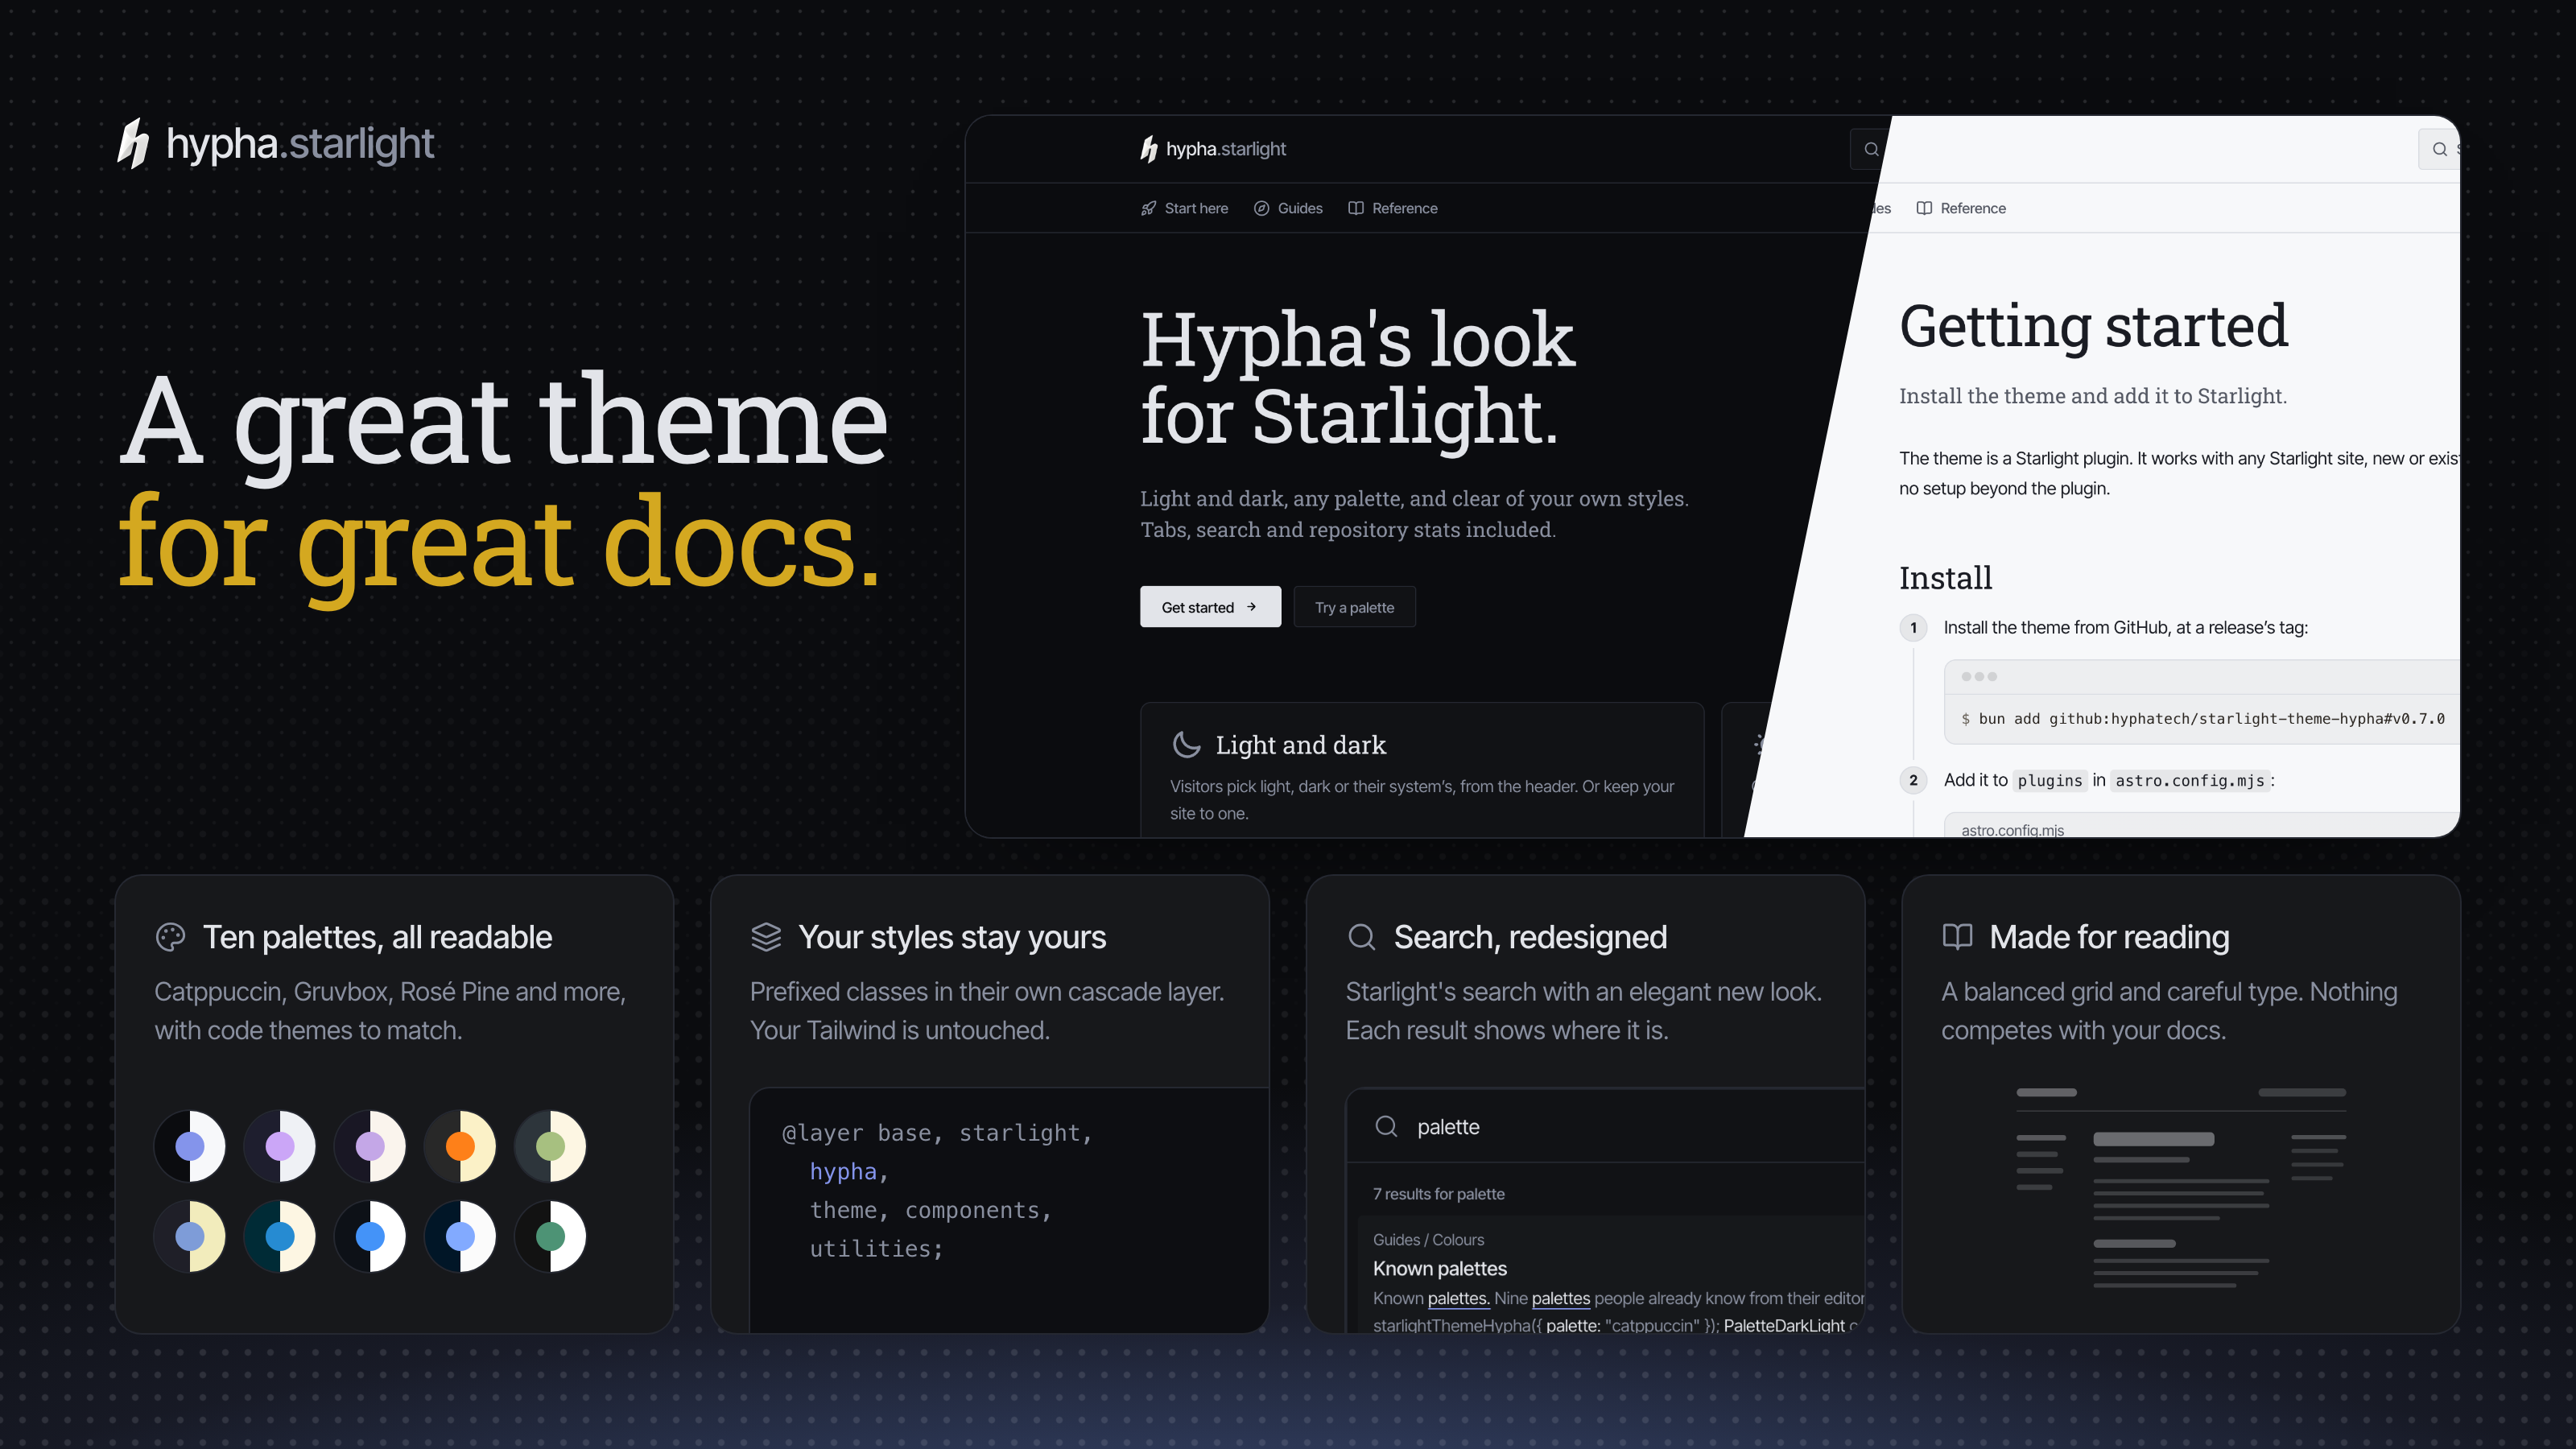 hypha.starlight
A great theme
for great docs.
hypha.starlight
Start here
Guides
Reference
Hypha's look
for Starlight.
Light and dark, any palette, and clear of your own styles.
Tabs, search and repository stats included.
Get started
Try a palette
Light and dark
Visitors pick light, dark or their system's, from the header. Or keep your
site to one.
Reference
Getting started
Install the theme and add it to Starlight.
The theme is a Starlight plugin. It works with any Starlight site, new or
no setup beyond the plugin.
Install
1 Install the theme from GitHub, at a release's tag:
$ bun add github:hyphatech/starlight-theme-hypha#v0.7.0
2 Add it to plugins in astro.config.mjs:
astro.config.mjs
Ten palettes, all readable
Catppuccin, Gruvbox, Rosé Pine and more,
with code themes to match.
Your styles stay yours
Prefixed classes in their own cascade layer.
Your Tailwind is untouched.
@layer base, starlight,
hypha,
theme, components,
utilities;
Search, redesigned
Starlight's search with an elegant new look.
Each result shows where it is.
palette
7 results for palette
Guides / Colours
Known palettes
Known palettes. Nine palettes people already know from their editor
starlightThemeHypha({ palette: "catppuccin" }); PaletteDarkLight
Made for reading
A balanced grid and careful type. Nothing
competes with your docs.